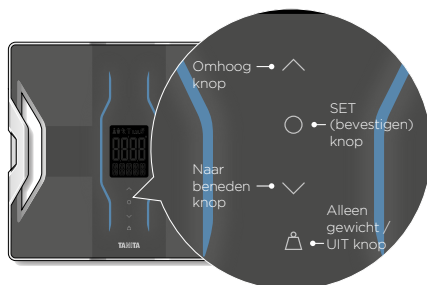 Omhoog
knop
SET
(bevestigen)
knop
Naar
beneden
knop
Alleen
gewicht /
UIT knop
TANITA